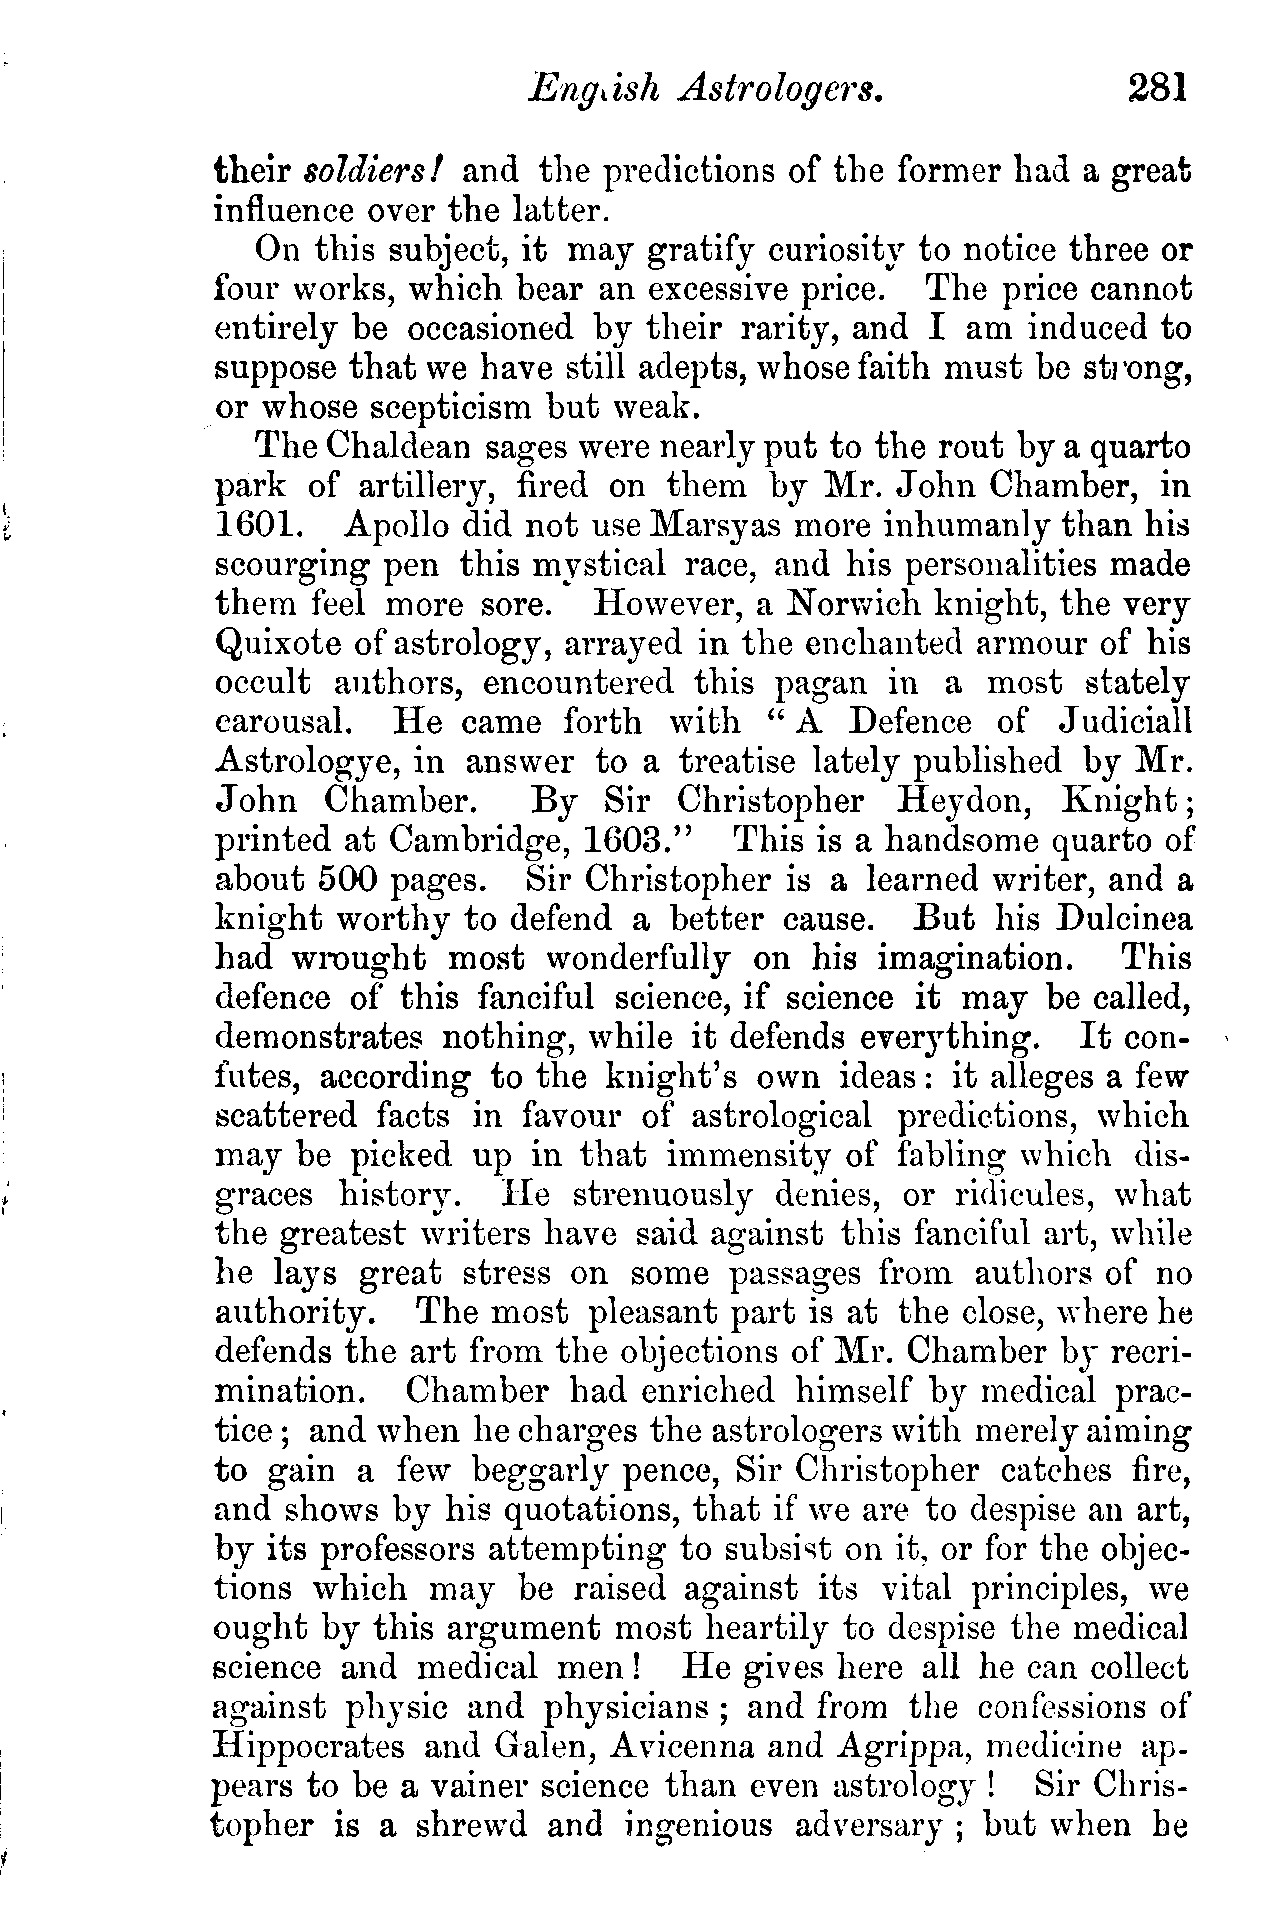 English Astrologers. 281
their soldiers! and the predictions of the former had a great
influence over the latter.
On this subject, it may gratify curiosity to notice three or
four works, which bear an excessive price. The price cannot
entirely be occasioned by their rarity, and I am induced to
suppose that we have still adepts, whose faith must be strong,
or whose scepticism but weak.
The Chaldean sages were nearly put to the rout by a quarto
park of artillery, fired on them by Mr. John Chamber, in
1601. Apollo did not use Marsyas more inhumanly than his
scourging pen this mystical race, and his personalities made
them feel more sore. However, a Norwich knight, the very
Quixote of astrology, arrayed in the enchanted armour of his
occult authors, encountered this pagan in a most stately
carousal. He came forth with “ A Defence of Judiciall
Astrologye, in answer to a treatise lately published by Mr.
John Chamber. By Sir Christopher Heydon, Knight;
printed at Cambridge, 1603.” This is a handsome quarto of
about 500 pages. Sir Christopher is a learned writer, and a
knight worthy to defend a better cause. But his Dulcinea
had wrought most wonderfully on his imagination. This
defence of this fanciful science, if science it may be called,
demonstrates nothing, while it defends everything. It con-
futes, according to the knight's own ideas: it alleges a few
scattered facts in favour of astrological predictions, which
may be picked up in that immensity of fabling which dis-
graces history. He strenuously denies, or ridicules, what
the greatest writers have said against this fanciful art, while
he lays great stress on some passages from authors of no
authority. The most pleasant part is at the close, where he
defends the art from the objections of Mr. Chamber by recri-
mination. Chamber had enriched himself by medical prac-
tice; and when he charges the astrologers with merely aiming
to gain a few beggarly pence, Sir Christopher catches fire,
and shows by his quotations, that if we are to despise an art,
by its professors attempting to subsist on it, or for the objec-
tions which may be raised against its vital principles, we
ought by this argument most heartily to despise the medical
science and medical men! He gives here all he can collect
against physic and physicians; and from the confessions of
Hippocrates and Galen, Avicenna and Agrippa, medicine ap-
pears to be a vainer science than even astrology! Sir Chris-
topher is a shrewd and ingenious adversary; but when he